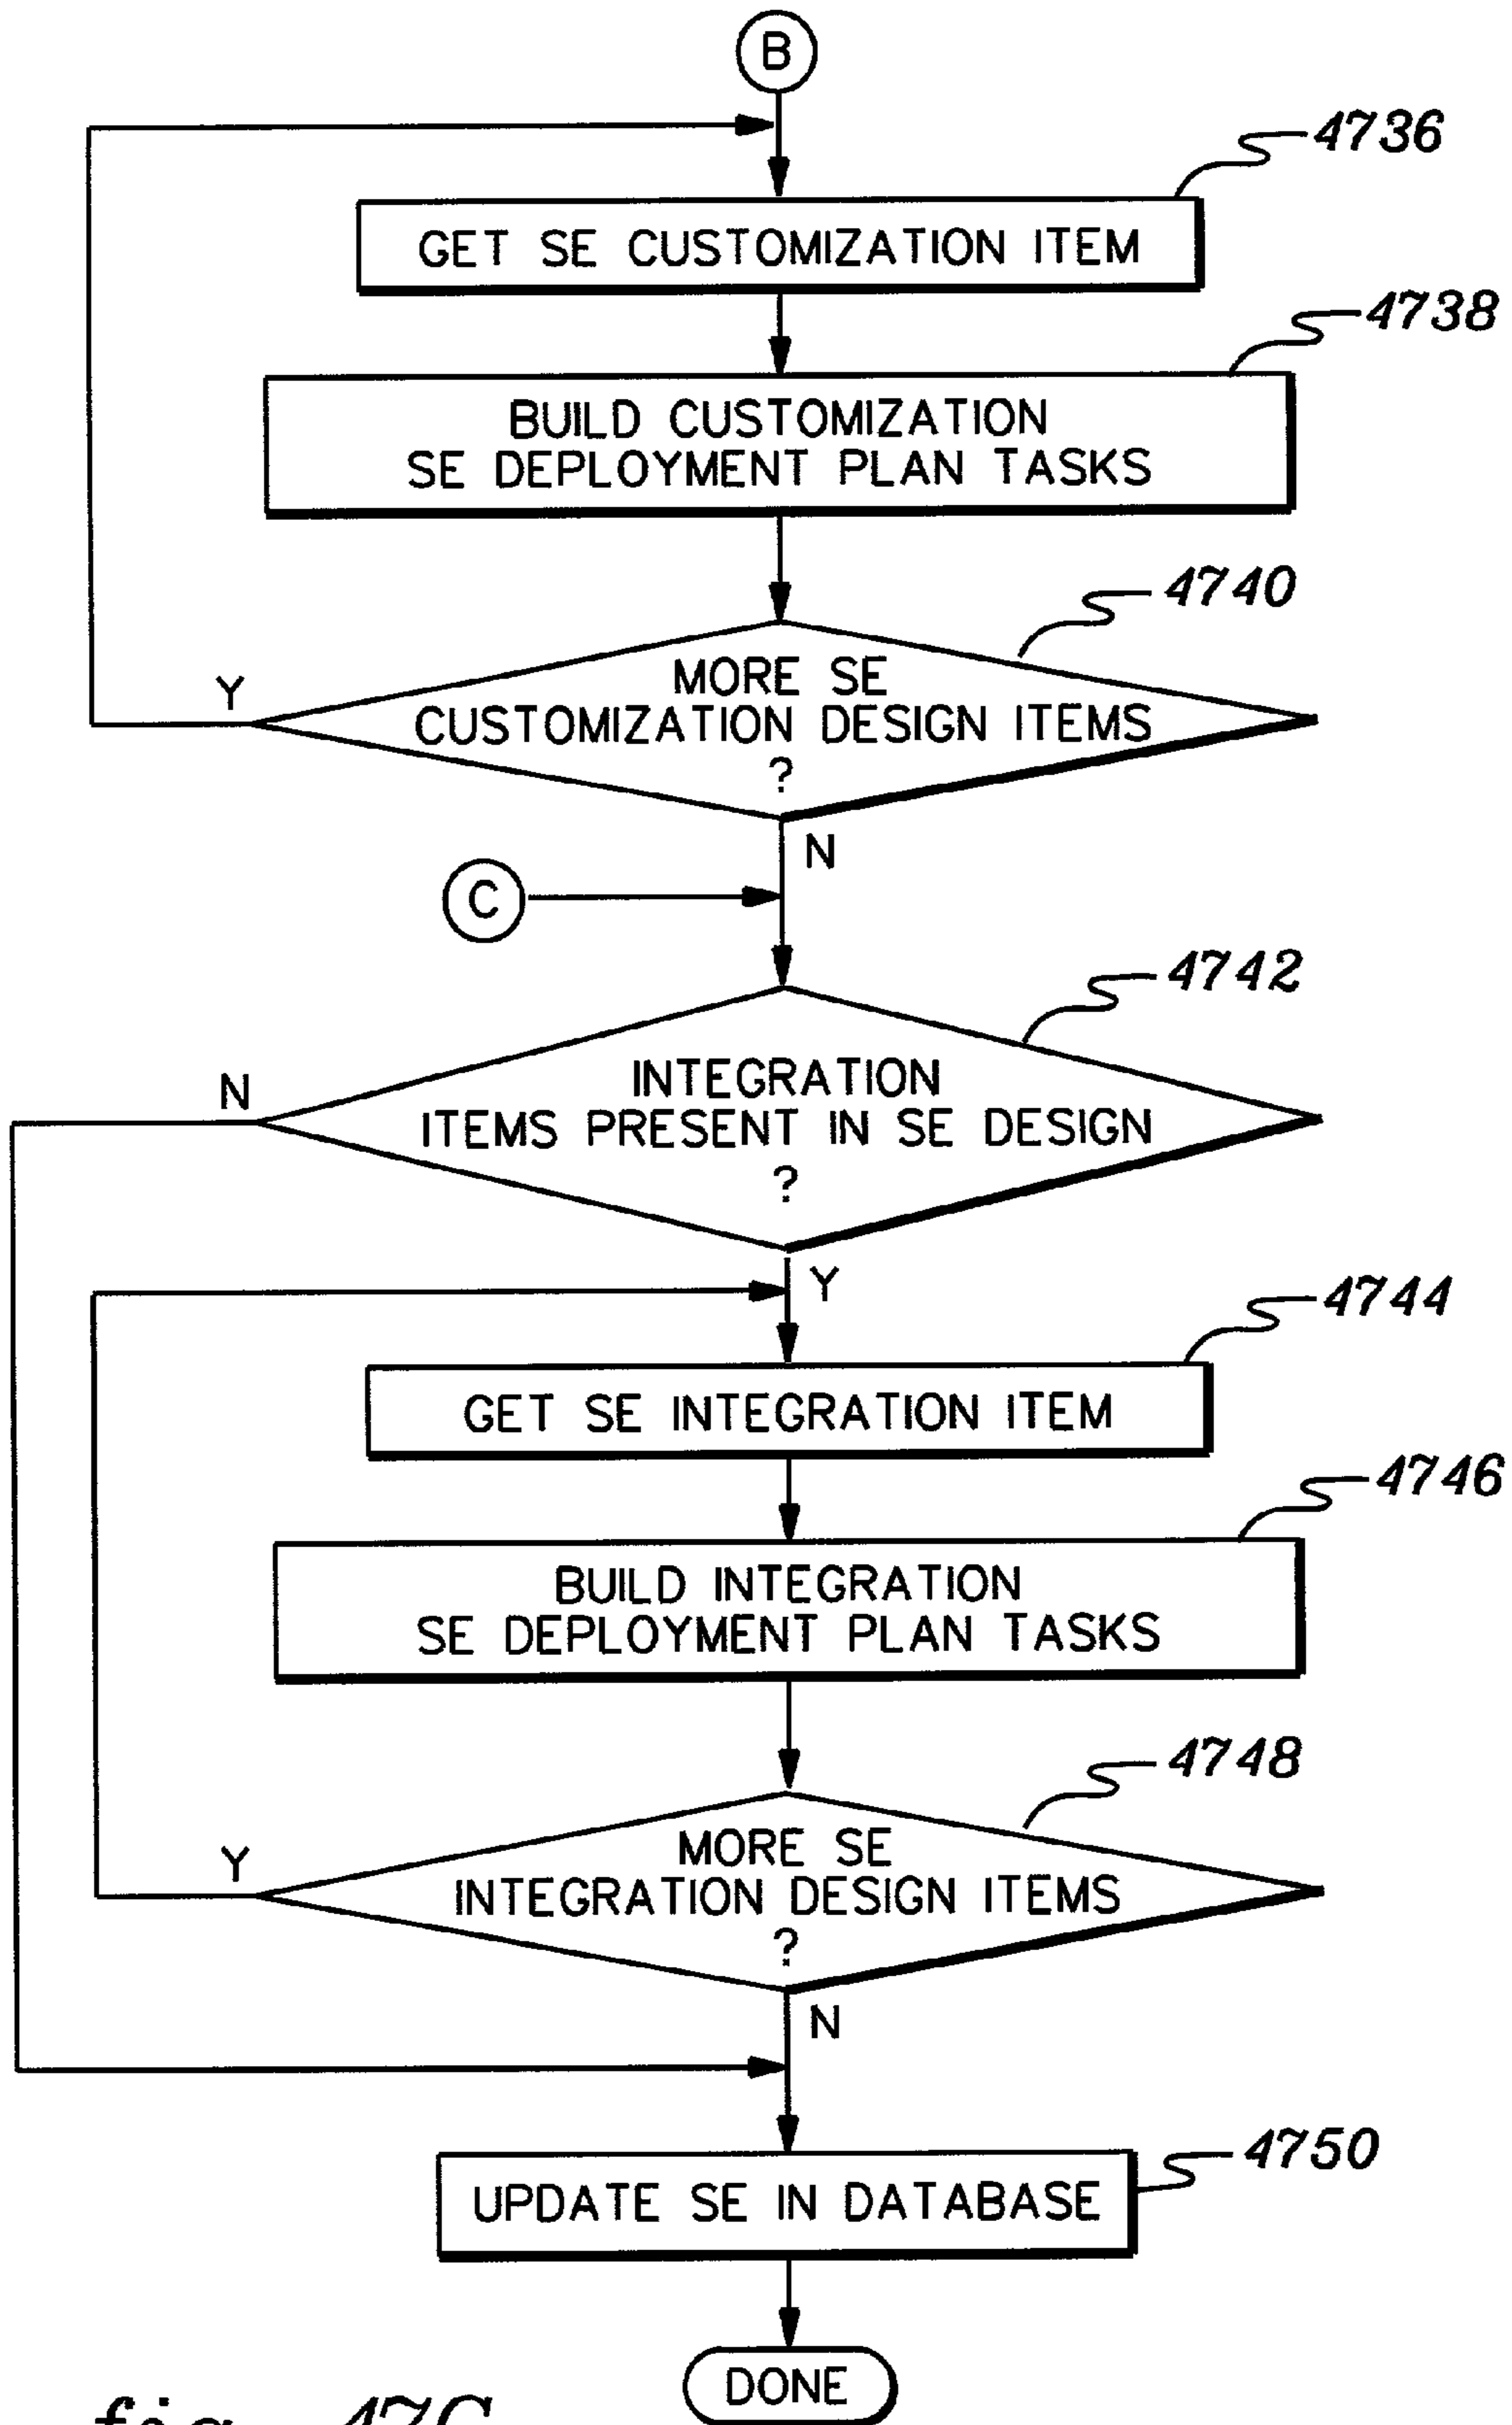 B
4736
GET SE CUSTOMIZATION ITEM
4738
BUILD CUSTOMIZATION
SE DEPLOYMENT PLAN TASKS
4740
MORE SE
Y
CUSTOMIZATION DESIGN ITEMS
?
N
C
4742
INTEGRATION
N
ITEMS PRESENT IN SE DESIGN
?
Y
4744
GET SE INTEGRATION ITEM
4746
BUILD INTEGRATION
SE DEPLOYMENT PLAN TASKS
4748
MORE SE
Y
INTEGRATION DESIGN ITEMS
?
N
4750
UPDATE SE IN DATABASE
DONE
fig. 47C